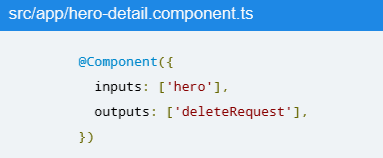 src/app/hero-detail.component.ts
@Component({
  inputs: ['hero'],
  outputs: ['deleteRequest'],
})